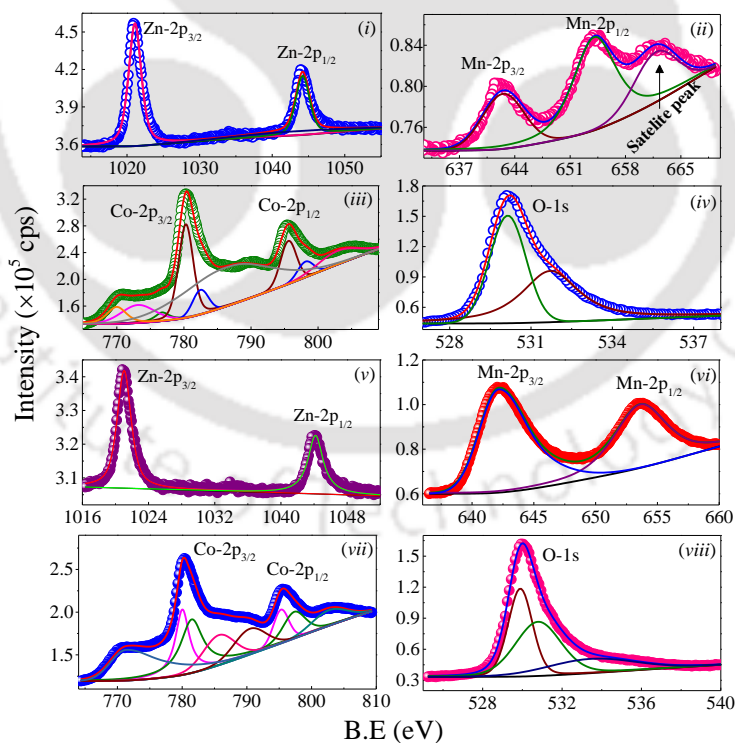 Intensity (×10⁵ cps)
Zn-2p₃/₂
Zn-2p₁/₂
(i)
4.5
4.2
3.9
3.6
1020 1030 1040 1050
Mn-2p₃/₂
Mn-2p₁/₂
(ii)
Satelite peak
0.84
0.80
0.76
637 644 651 658 665
Co-2p₃/₂
Co-2p₁/₂
(iii)
3.2
2.8
2.4
2.0
1.6
770 780 790 800
O-1s
(iv)
1.8
1.5
1.2
0.9
0.6
528 531 534 537
Zn-2p₃/₂
Zn-2p₁/₂
(v)
3.4
3.3
3.2
3.1
1016 1024 1032 1040 1048
Mn-2p₃/₂
Mn-2p₁/₂
(vi)
1.2
1.0
0.8
0.6
640 645 650 655 660
Co-2p₃/₂
Co-2p₁/₂
(vii)
2.5
2.0
1.5
770 780 790 800 810
O-1s
(viii)
1.5
1.2
0.9
0.6
0.3
528 532 536 540
B.E (eV)